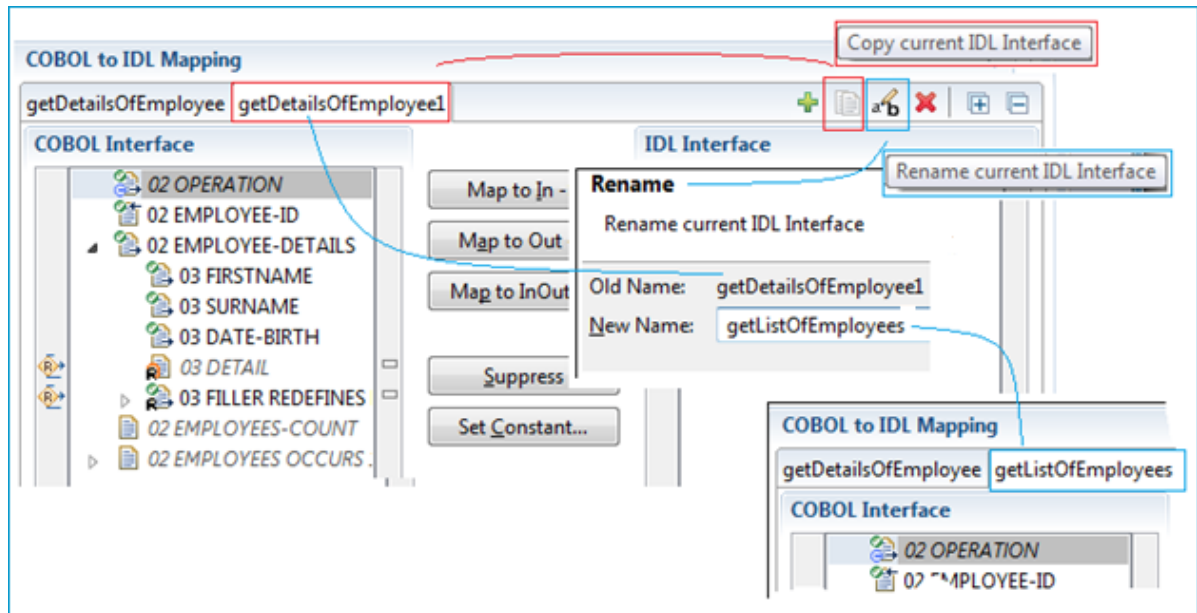 Copy current IDL Interface
COBOL to IDL Mapping
getDetailsOfEmployee getDetailsOfEmployee1
COBOL Interface
IDL Interface
Rename current IDL Interface
02 OPERATION
02 EMPLOYEE-ID
02 EMPLOYEE-DETAILS
03 FIRSTNAME
03 SURNAME
03 DATE-BIRTH
03 DETAIL
03 FILLER REDEFINES
02 EMPLOYEES-COUNT
02 EMPLOYEES OCCURS .
Map to In -
Map to Out
Map to InOut
Suppress
Set Constant...
Rename
Rename current IDL Interface
Old Name: getDetailsOfEmployee1
New Name: getListOfEmployees
COBOL to IDL Mapping
getDetailsOfEmployee getListOfEmployees
COBOL Interface
02 OPERATION
02 EMPLOYEE-ID